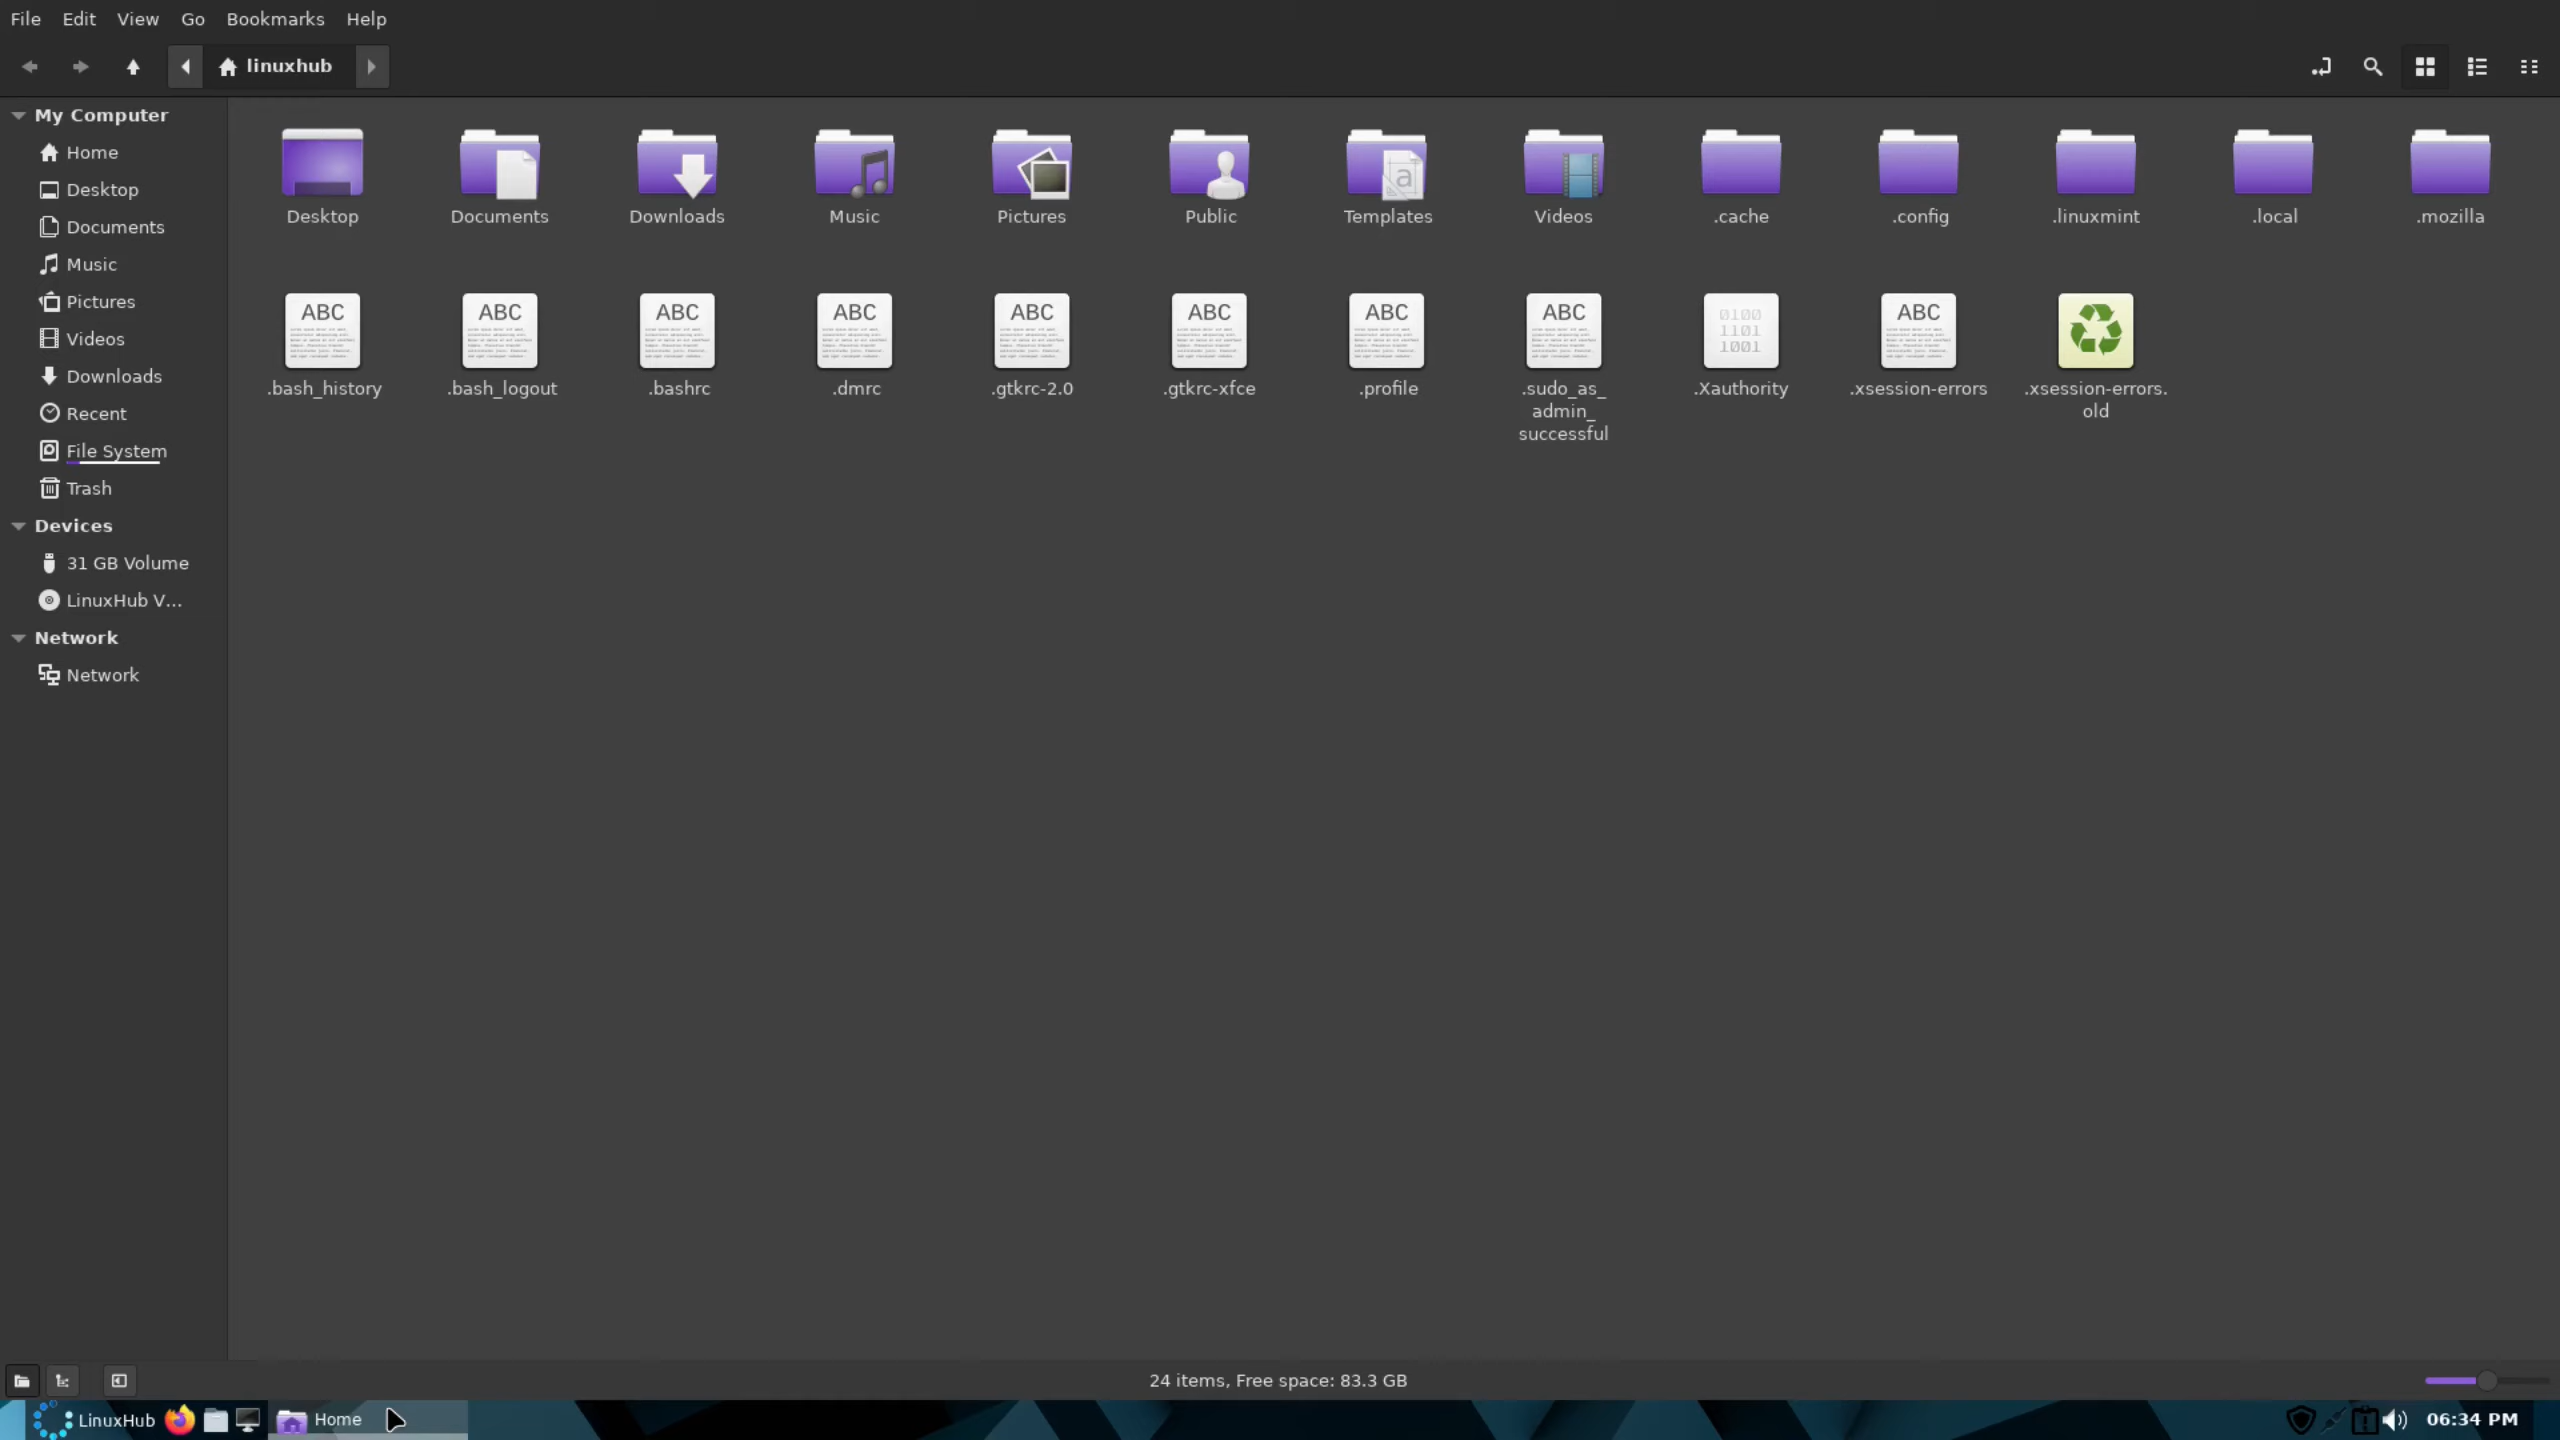 File Edit View Go Bookmarks Help
linuxhub
My Computer
Home
Desktop
Documents
Music
Pictures
Videos
Downloads
Recent
File System
Trash
Devices
31 GB Volume
LinuxHub V...
Network
Network
Desktop Documents Downloads Music Pictures Public Templates Videos .cache .config .linuxmint .local .mozilla
ABC ABC ABC ABC ABC ABC ABC ABC 0100 ABC
1101
1001
.bash_history .bash_logout .bashrc .dmrc .gtkrc-2.0 .gtkrc-xfce .profile .sudo_as_ .Xauthority .xsession-errors .xsession-errors.
admin_ old
successful
24 items, Free space: 83.3 GB
LinuxHub Home 06:34 PM